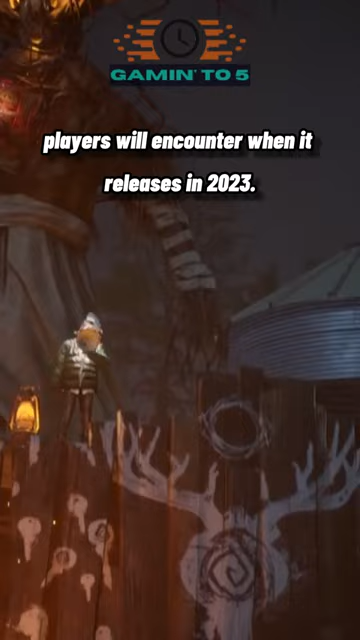 GAMIN' TO 5
players will encounter when it
releases in 2023.